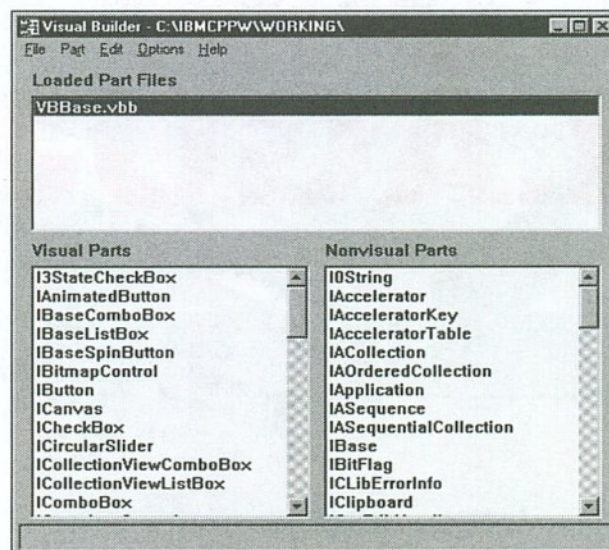 Visual Builder - C:\IBMCPPW\WORKING\
File Part Edit Options Help
Loaded Part Files
VBBase.vbb
Visual Parts
I3StateCheckBox
IAnimatedButton
IBaseComboBox
IBaseListBox
IBaseSpinButton
IBitmapControl
IButton
ICanvas
ICheckBox
ICircularSlider
ICollectionViewComboBox
ICollectionViewListBox
IComboBox
Nonvisual Parts
I0String
IAccelerator
IAcceleratorKey
IAcceleratorTable
ICollection
IAOrderedCollection
IApplication
IASequence
IASequentialCollection
IBase
IBitFlag
ICLibErrorInfo
IClipboard